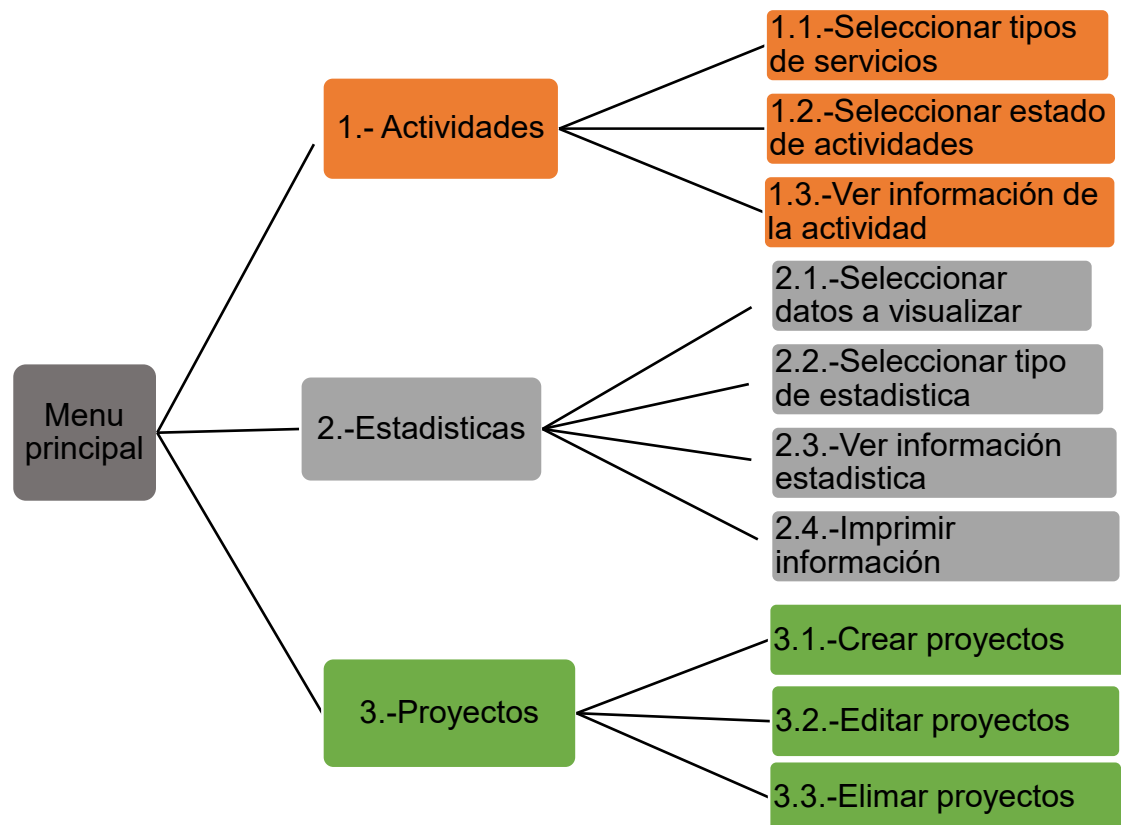 Menu
principal
1.- Actividades
1.1.-Seleccionar tipos
de servicios
1.2.-Seleccionar estado
de actividades
1.3.-Ver información de
la actividad
2.-Estadisticas
2.1.-Seleccionar
datos a visualizar
2.2.-Seleccionar tipo
de estadistica
2.3.-Ver información
estadistica
2.4.-Imprimir
información
3.-Proyectos
3.1.-Crear proyectos
3.2.-Editar proyectos
3.3.-Elimar proyectos